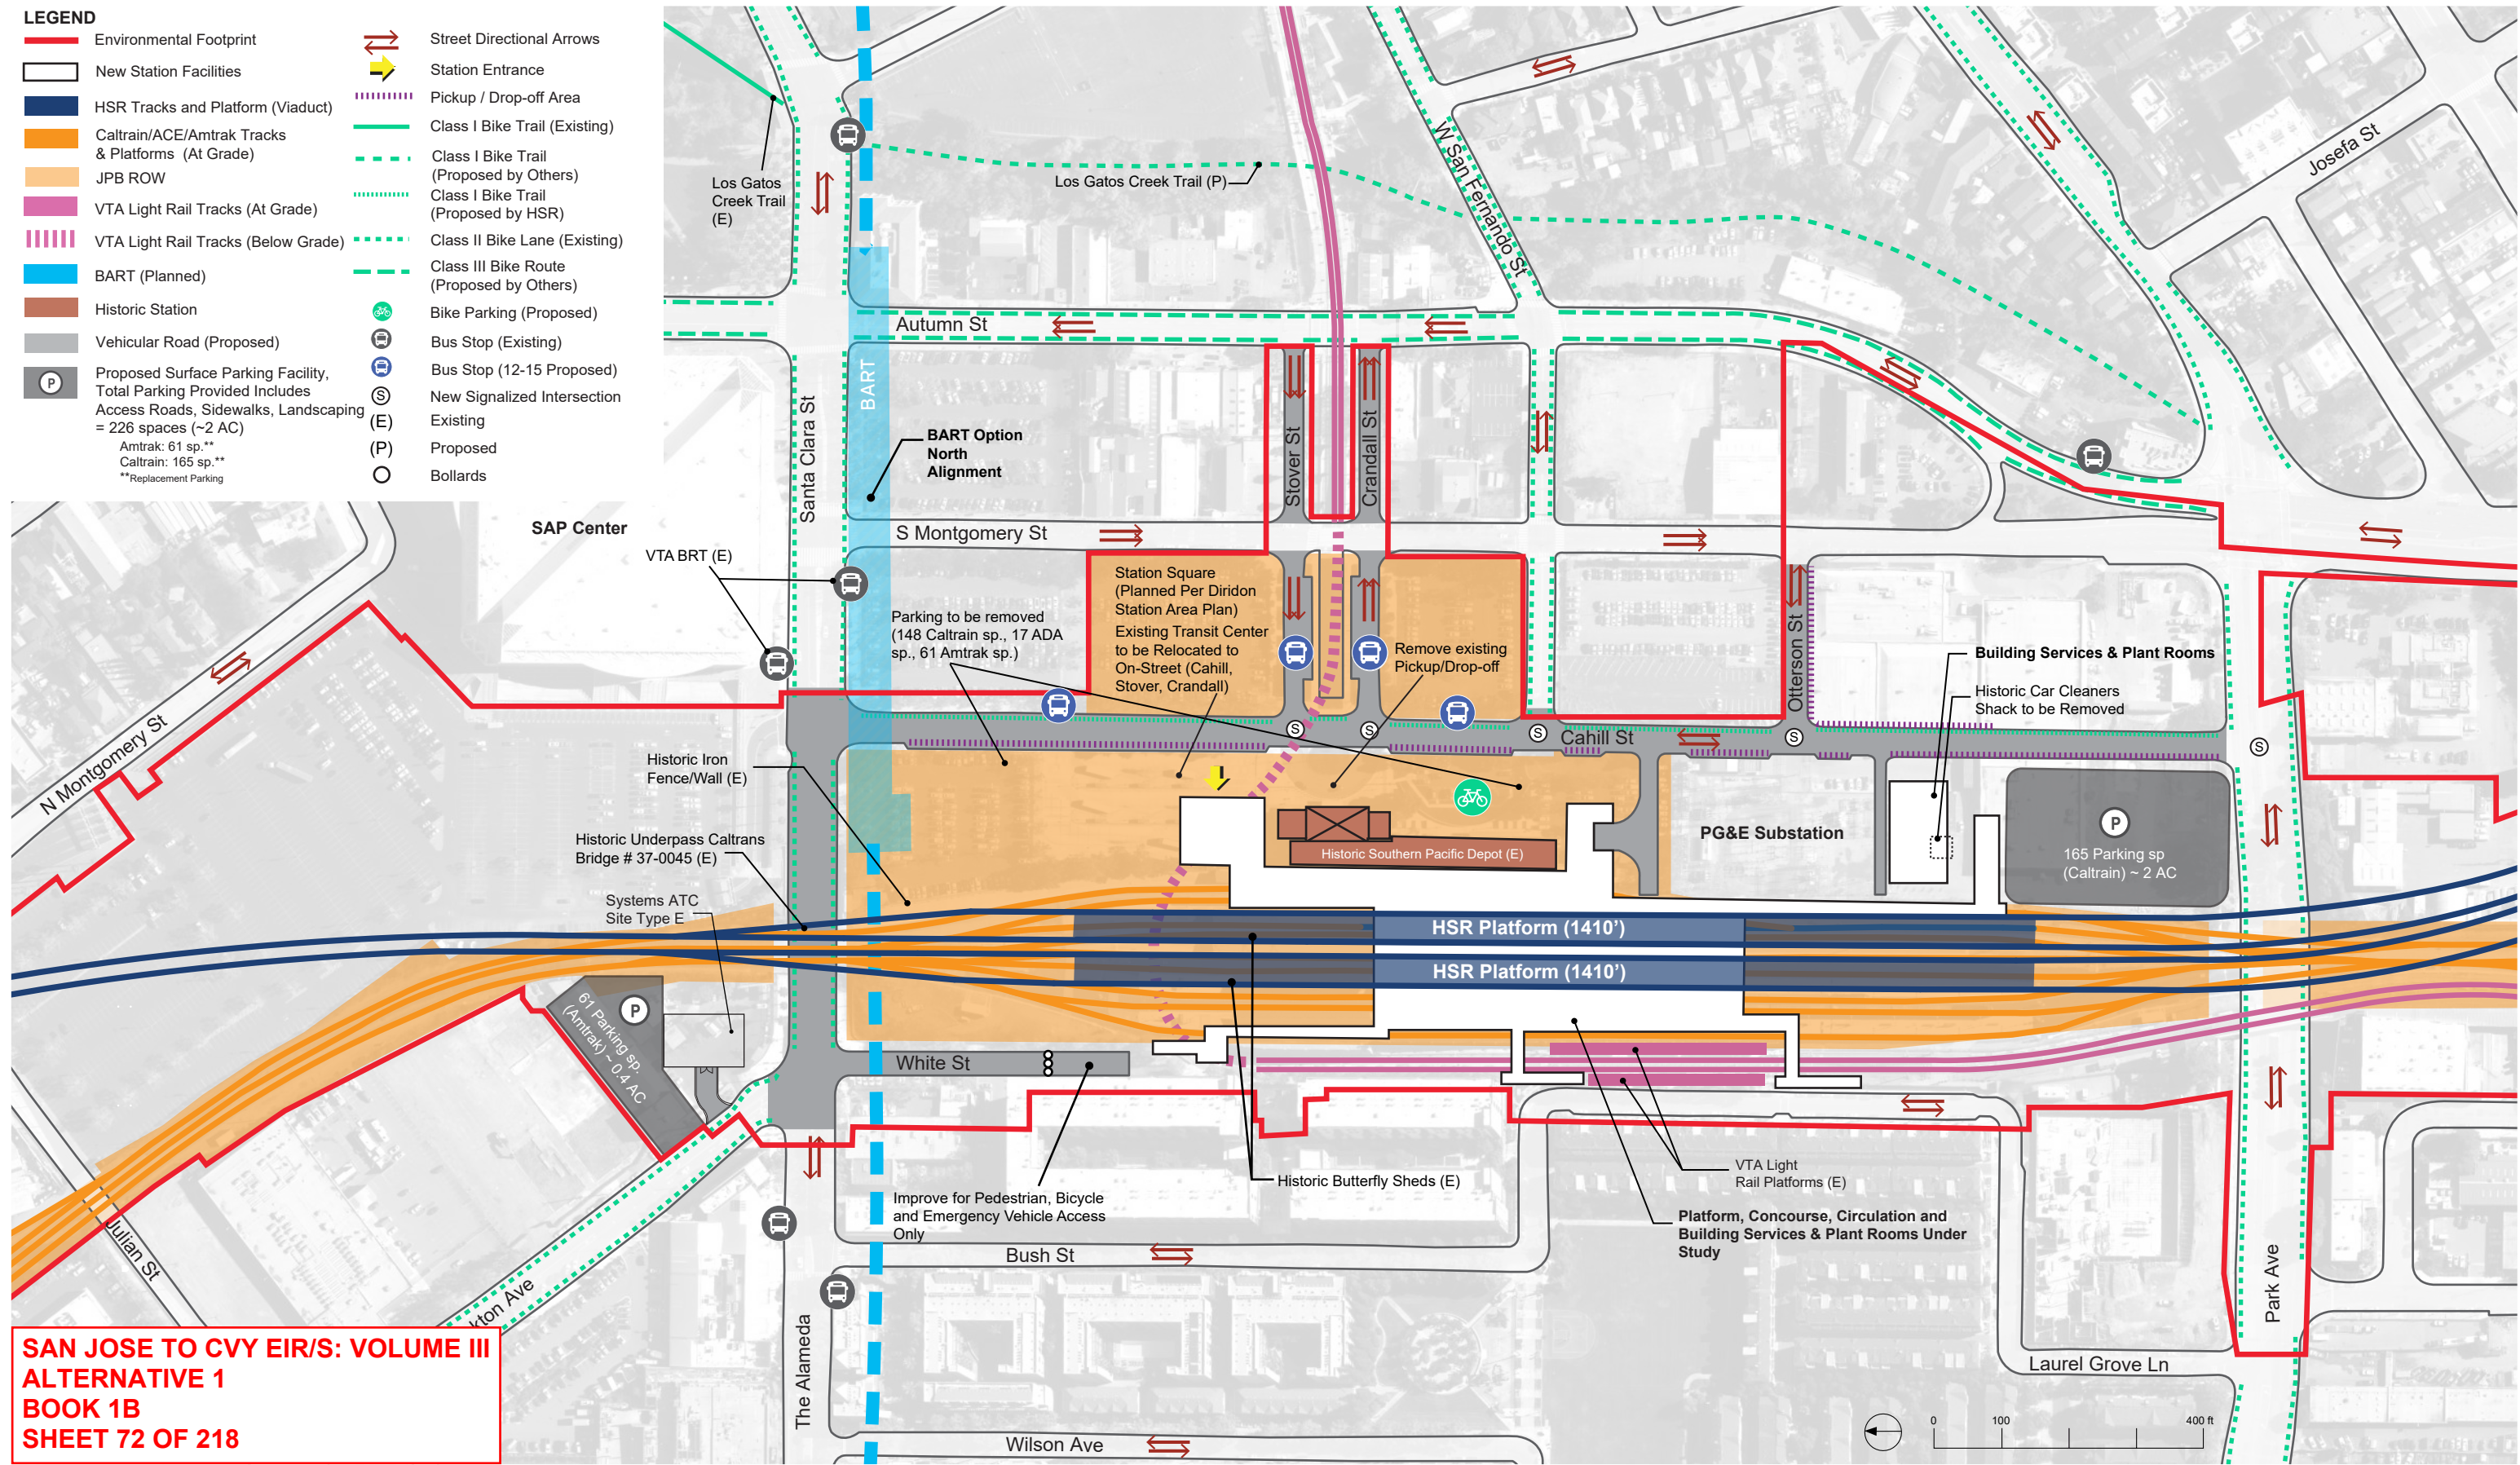 LEGEND
Environmental Footprint
New Station Facilities
HSR Tracks and Platform (Viaduct)
Caltrain/ACE/Amtrak Tracks
& Platforms (At Grade)
JPB ROW
VTA Light Rail Tracks (At Grade)
VTA Light Rail Tracks (Below Grade)
BART (Planned)
Historic Station
Vehicular Road (Proposed)
P
Proposed Surface Parking Facility,
Total Parking Provided Includes
Access Roads, Sidewalks, Landscaping
= 226 spaces (~2 AC)
Amtrak: 61 sp.**
Caltrain: 165 sp.**
**Replacement Parking
Street Directional Arrows
Station Entrance
Pickup / Drop-off Area
Class I Bike Trail (Existing)
Class I Bike Trail
(Proposed by Others)
Class I Bike Trail
(Proposed by HSR)
Class II Bike Lane (Existing)
Class III Bike Route
(Proposed by Others)
Bike Parking (Proposed)
Bus Stop (Existing)
Bus Stop (12-15 Proposed)
S New Signalized Intersection
(E) Existing
(P) Proposed
Bollards
Los Gatos
Creek Trail
(E)
Los Gatos Creek Trail (P)
W San Fernando St
Josefa St
Autumn St
BART
Santa Clara St
BART Option
North
Alignment
Stover St
Crandall St
SAP Center
S Montgomery St
VTA BRT (E)
Parking to be removed
(148 Caltrain sp., 17 ADA
sp., 61 Amtrak sp.)
Station Square
(Planned Per Diridon
Station Area Plan)
Existing Transit Center
to be Relocated to
On-Street (Cahill,
Stover, Crandall)
Remove existing
Pickup/Drop-off
Otterson St
Building Services & Plant Rooms
Historic Car Cleaners
Shack to be Removed
N Montgomery St
S
S
S
Cahill St
S
S
Historic Iron
Fence/Wall (E)
Historic Underpass Caltrans
Bridge # 37-0045 (E)
Systems ATC
Site Type E
Historic Southern Pacific Depot (E)
PG&E Substation
P
165 Parking sp
(Caltrain) ~ 2 AC
HSR Platform (1410')
HSR Platform (1410')
P
61 Parking sp.
(Amtrak) ~ 0.4 AC
White St
Julian St
kton Ave
Improve for Pedestrian, Bicycle
and Emergency Vehicle Access
Only
Historic Butterfly Sheds (E)
VTA Light
Rail Platforms (E)
Platform, Concourse, Circulation and
Building Services & Plant Rooms Under
Study
Bush St
The Alameda
Park Ave
Laurel Grove Ln
Wilson Ave
0 100 400 ft
SAN JOSE TO CVY EIR/S: VOLUME III
ALTERNATIVE 1
BOOK 1B
SHEET 72 OF 218